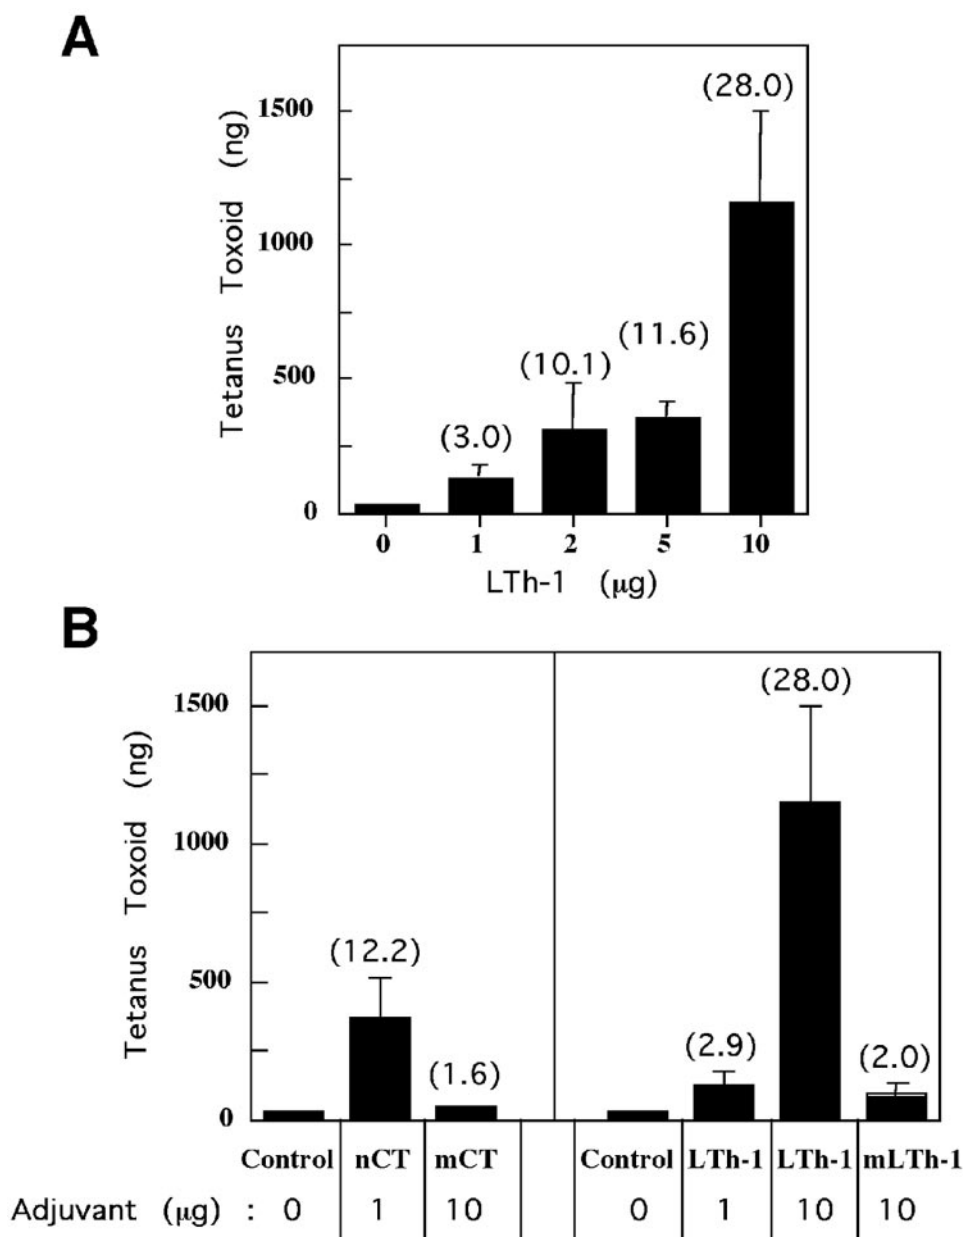 A
Tetanus Toxoid (ng)
1500
1000
500
0
(3.0)
(10.1)
(11.6)
(28.0)
0 1 2 5 10
LTh-1 (µg)
B
Tetanus Toxoid (ng)
1500
1000
500
0
(12.2)
(1.6)
(2.9)
(28.0)
(2.0)
Control nCT mCT Control LTh-1 LTh-1 mLTh-1
Adjuvant (µg) : 0 1 10 0 1 10 10